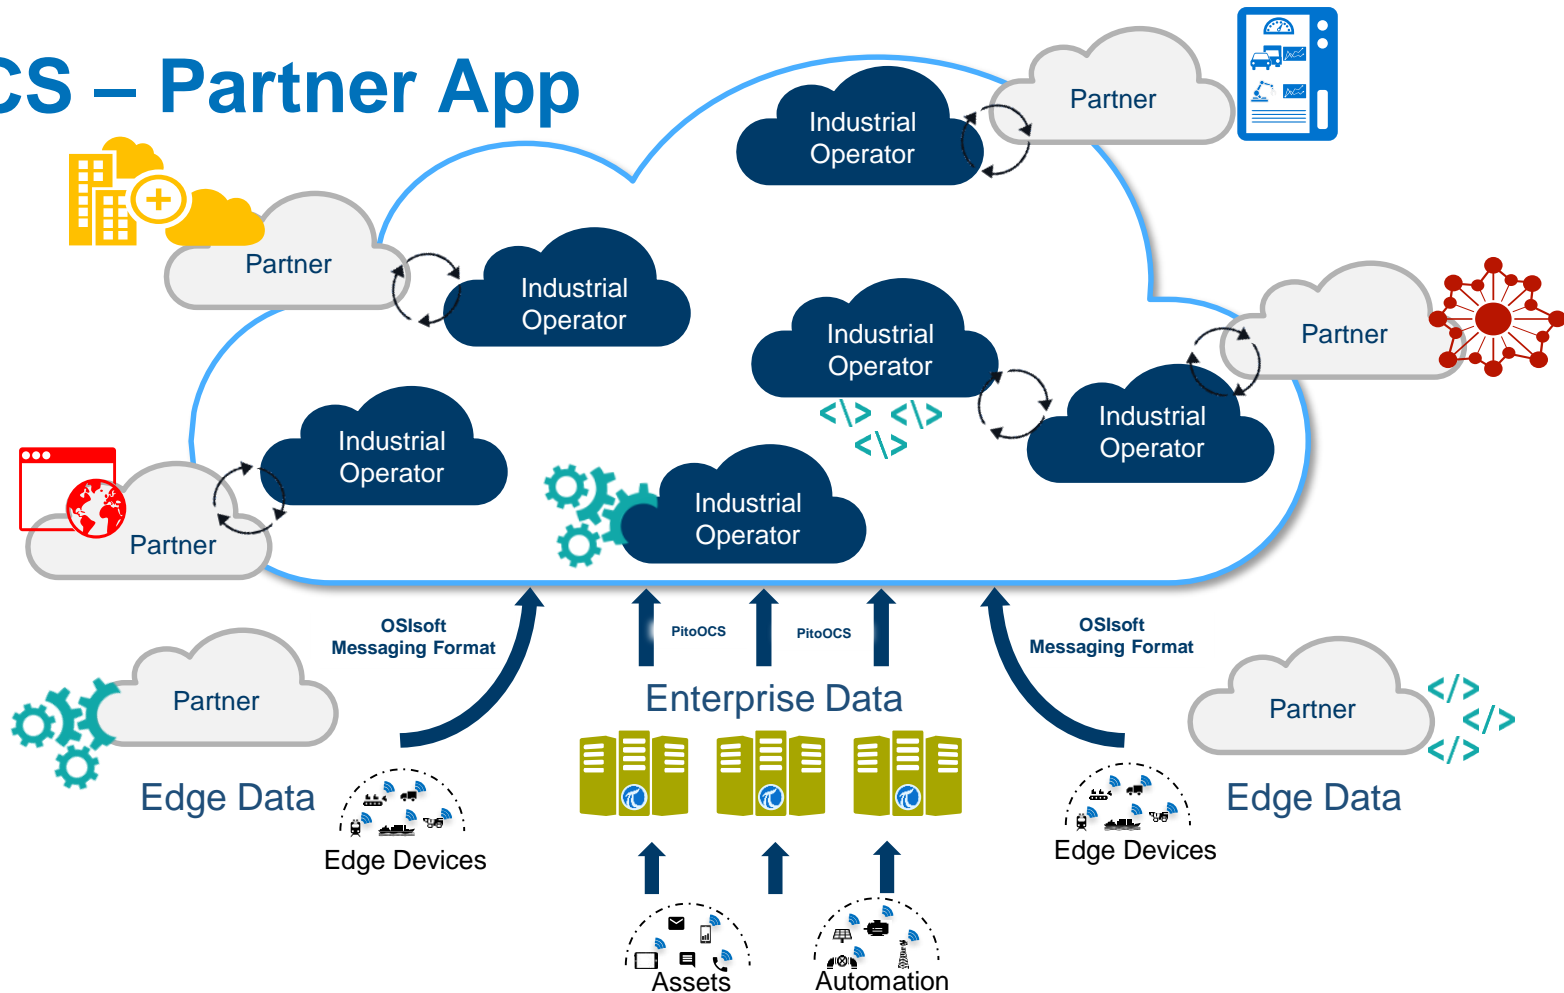 CS – Partner App
Partner
Industrial
Operator
Partner
Industrial
Operator
Partner
Industrial
Operator
Industrial
Operator
Industrial
Operator
Partner
Industrial
Operator
</> </>
</>
OSIsoft
Messaging Format
PitoOCS
PitoOCS
OSIsoft
Messaging Format
Partner
Enterprise Data
Partner
</>
</>
</>
Edge Data
Edge Data
Edge Devices
Edge Devices
Assets
Automation